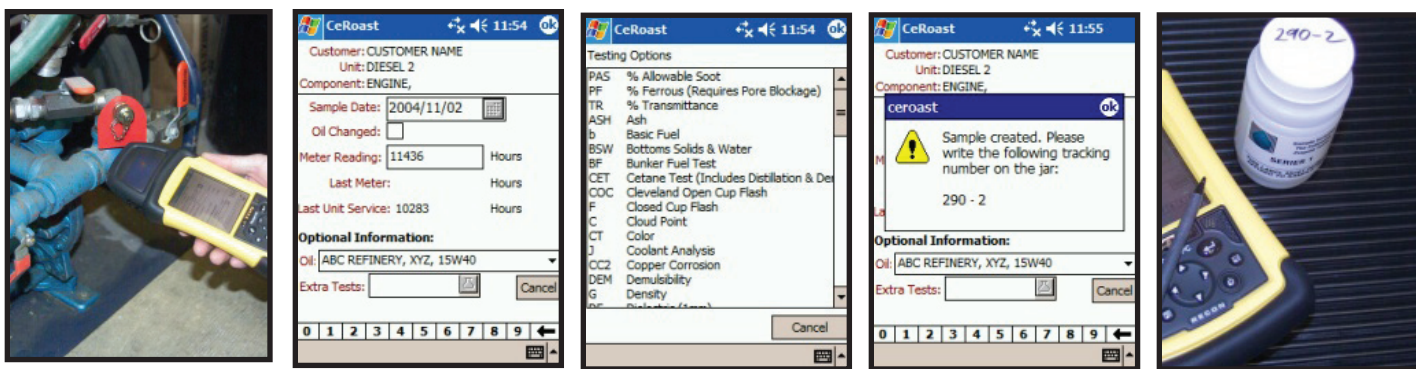 CeRoast 11:54 ok
Customer: CUSTOMER NAME
Unit: DIESEL 2
Component: ENGINE,
Sample Date: 2004/11/02
Oil Changed:
Meter Reading: 11436 Hours
Last Meter: Hours
Last Unit Service: 10283 Hours
Optional Information:
Oil: ABC REFINERY, XYZ, 15W40
Extra Tests: Cancel
0 1 2 3 4 5 6 7 8 9
CeRoast 11:54 ok
Testing Options
PAS % Allowable Soot
PF % Ferrous (Requires Pore Blockage)
TR % Transmittance
ASH Ash
b Basic Fuel
BSW Bottoms Solids & Water
BF Bunker Fuel Test
CET Cetane Test (Includes Distillation & Der
COC Cleveland Open Cup Flash
F Closed Cup Flash
C Cloud Point
CT Color
J Coolant Analysis
CC2 Copper Corrosion
DEM Demulsibility
G Density
Cancel
CeRoast 11:55
Customer: CUSTOMER NAME
Unit: DIESEL 2
Component: ENGINE,
ceroast ok
Sample created. Please
write the following tracking
number on the jar:
290 - 2
Optional Information:
Oil: ABC REFINERY, XYZ, 15W40
Extra Tests: Cancel
0 1 2 3 4 5 6 7 8 9
290-2
RECON